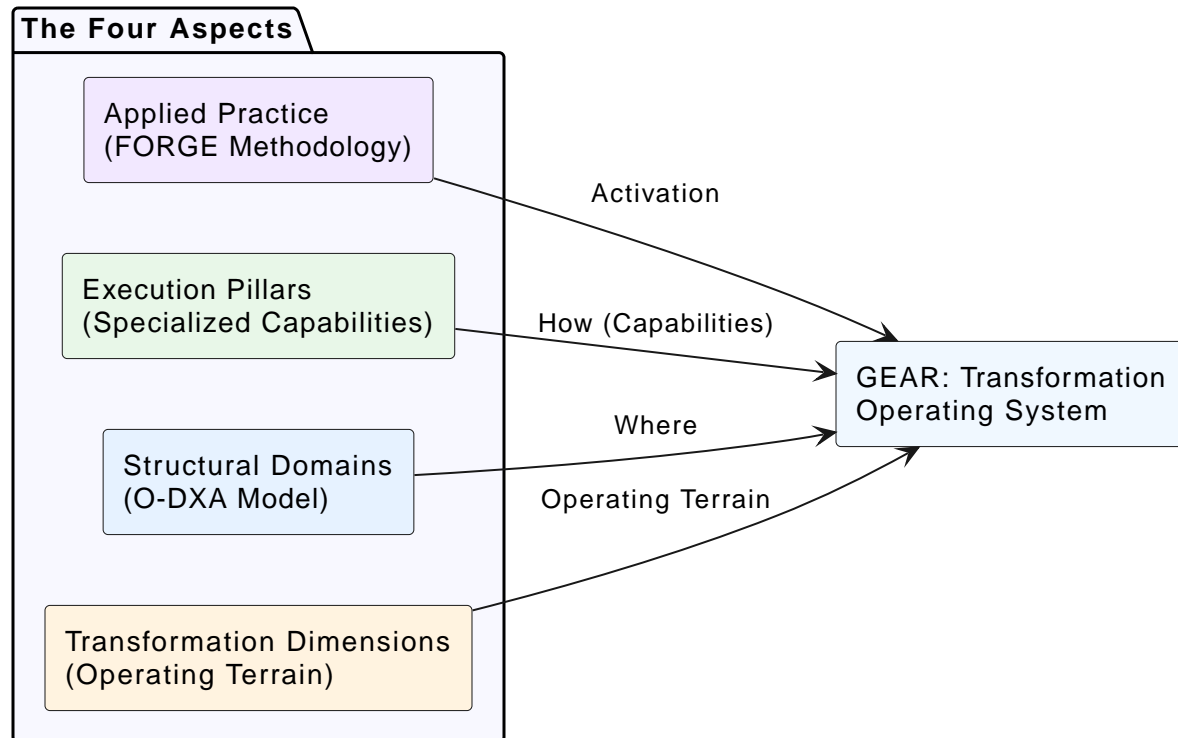 The Four Aspects
Applied Practice
(FORGE Methodology)
Activation
Execution Pillars
(Specialized Capabilities)
How (Capabilities)
GEAR: Transformation
Operating System
Where
Structural Domains
(O-DXA Model)
Operating Terrain
Transformation Dimensions
(Operating Terrain)